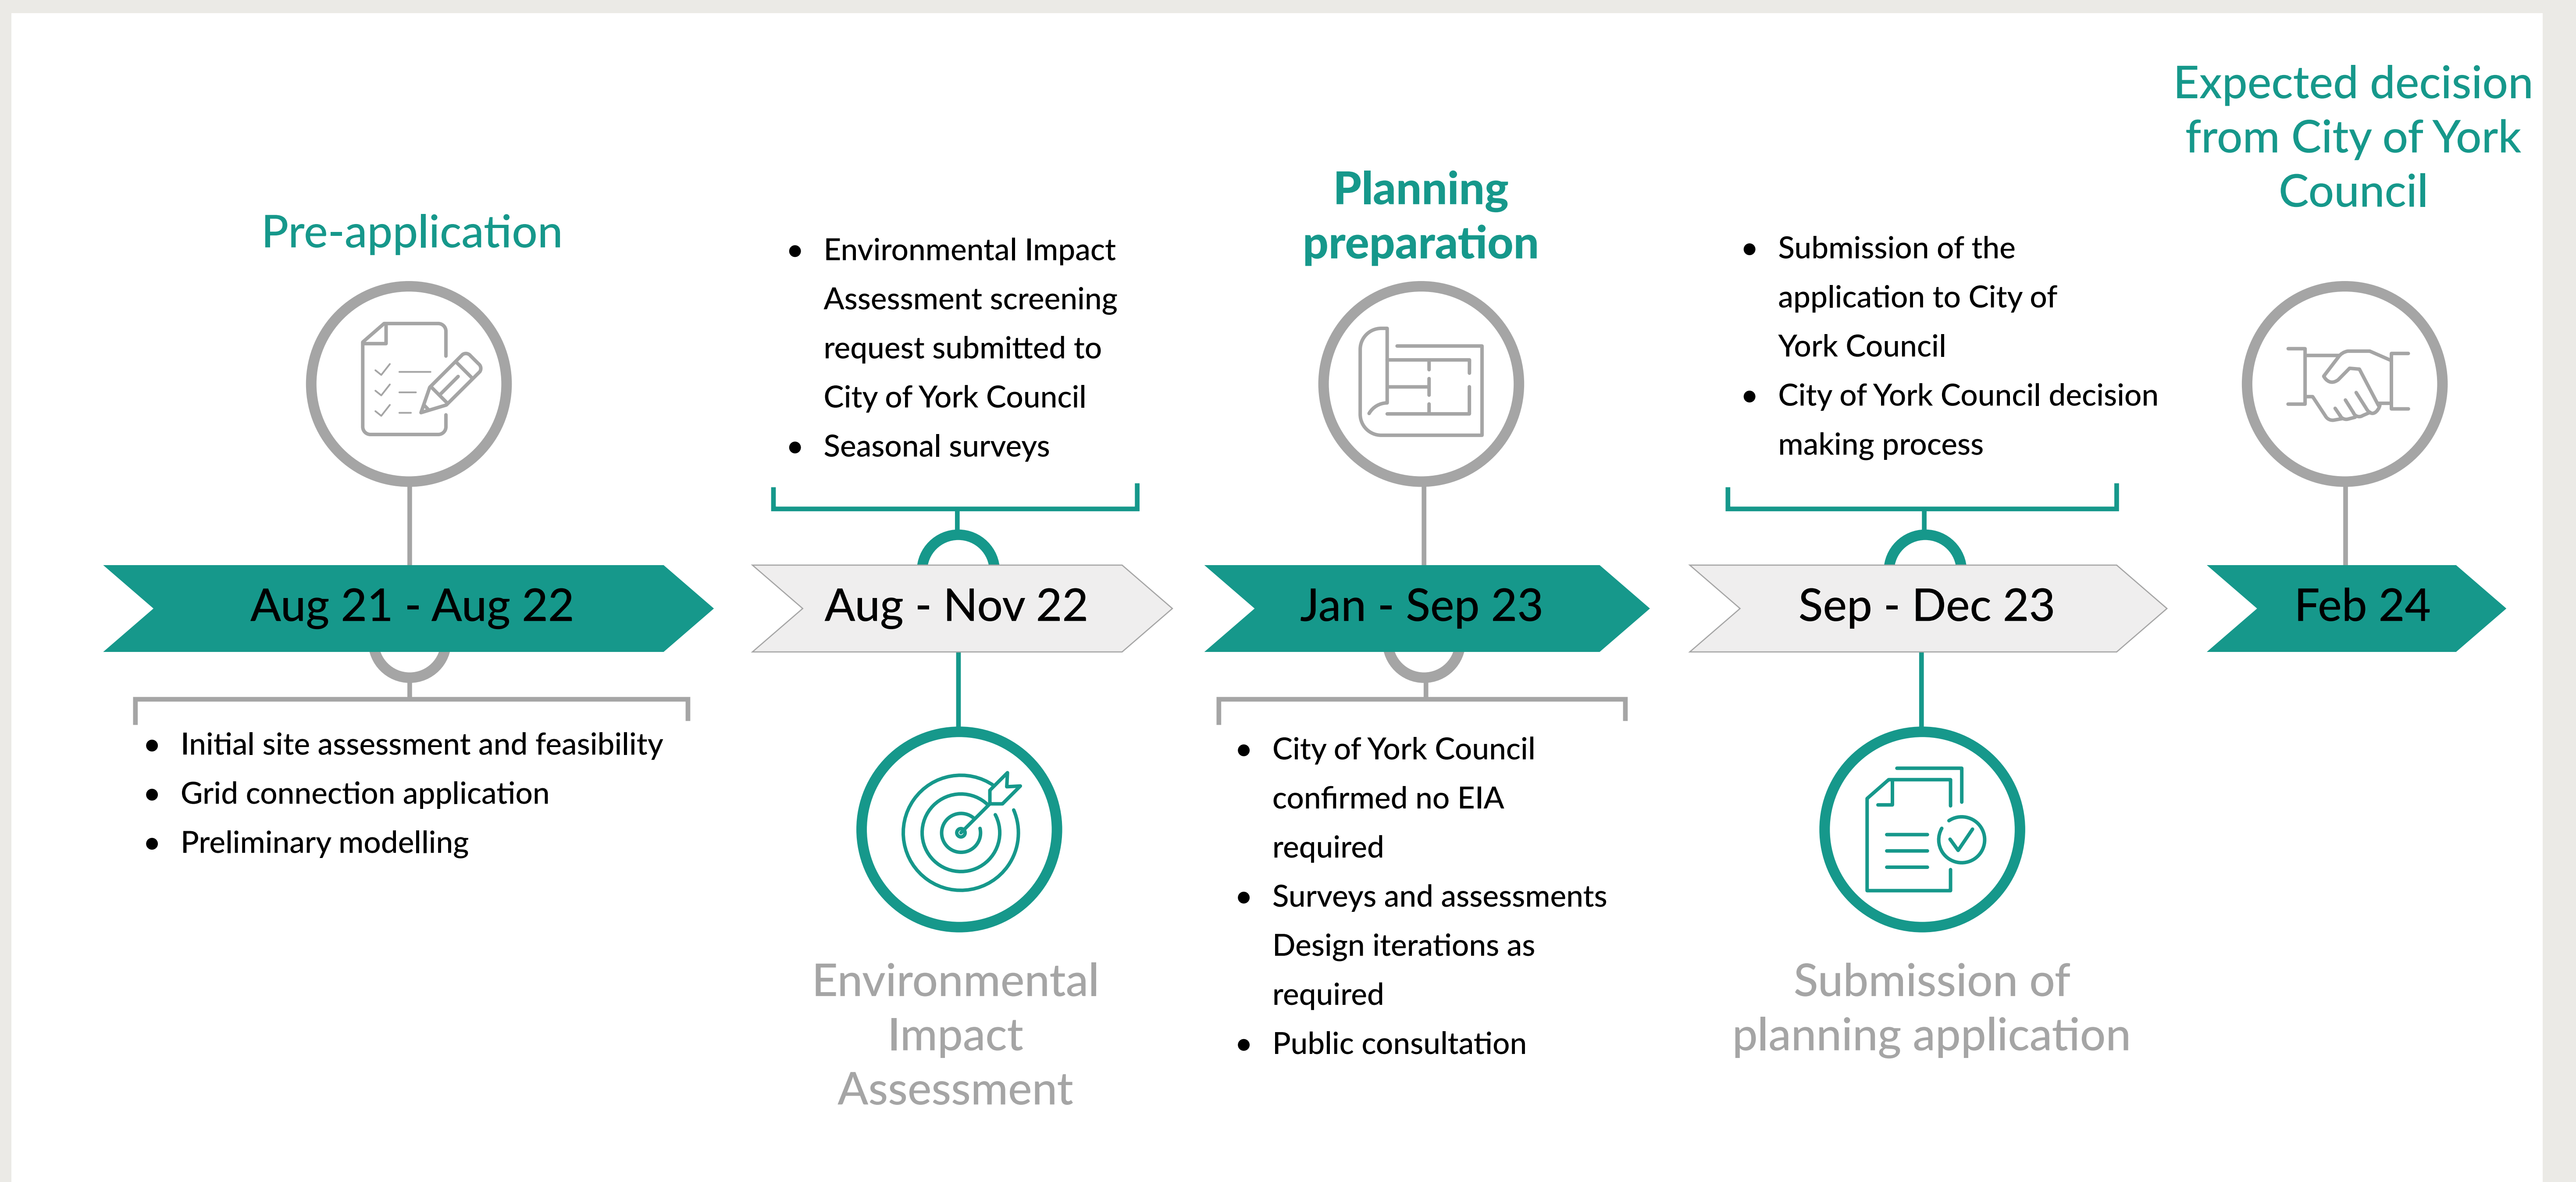 Pre-application
Aug 21 - Aug 22
• Initial site assessment and feasibility
• Grid connection application
• Preliminary modelling
• Environmental Impact
Assessment screening
request submitted to
City of York Council
• Seasonal surveys
Aug - Nov 22
Environmental
Impact
Assessment
Planning
preparation
Jan - Sep 23
• City of York Council
confirmed no EIA
required
• Surveys and assessments
Design iterations as
required
• Public consultation
• Submission of the
application to City of
York Council
• City of York Council decision
making process
Sep - Dec 23
Submission of
planning application
Expected decision
from City of York
Council
Feb 24